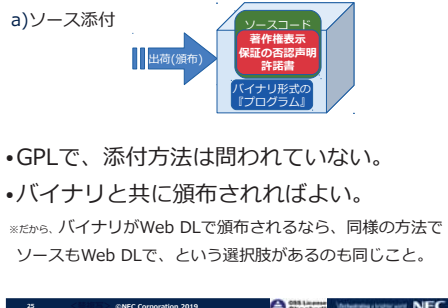 a)ソース添付
出荷(頒布)
ソースコード
著作権表示
保証の否認声明
許諾書
バイナリ形式の
『プログラム』
•GPLで、添付方法は問われていない。
•バイナリと共に頒布されればよい。
※だから、バイナリがWeb DLで頒布されるなら、同様の方法で
ソースもWeb DLで、という選択肢があるのも同じこと。
25 ©NEC Corporation 2019 OSS License NEC